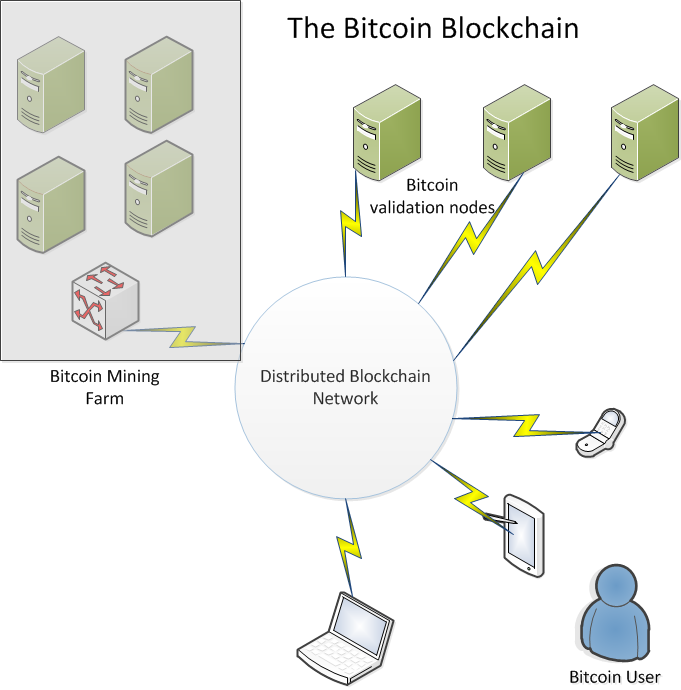 The Bitcoin Blockchain
Bitcoin
validation nodes
Bitcoin Mining
Farm
Distributed Blockchain
Network
Bitcoin User